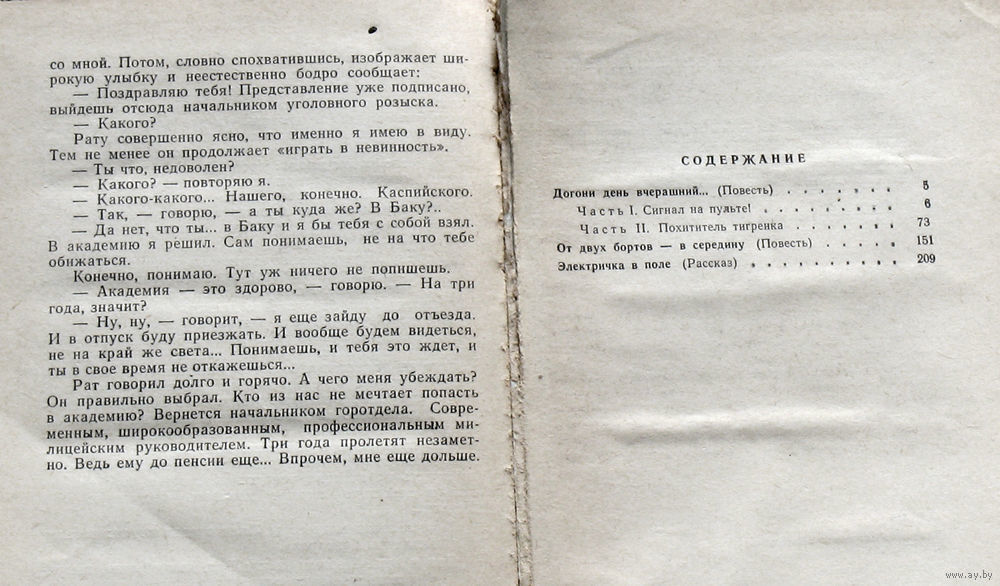 со мной. Потом, словно спохватившись, изображает ши-
рокую улыбку и неестественно бодро сообщает:
— Поздравляю тебя! Представление уже подписано,
выйдешь отсюда начальником уголовного розыска.
— Какого?
Рату совершенно ясно, что именно я имею в виду.
Тем не менее он продолжает «играть в невинность».
— Ты что, недоволен?
— Какого? — повторяю я.
— Какого-какого... Нашего, конечно. Каспийского.
— Так, — говорю, — а ты куда же? В Баку?..
— Да нет, что ты... в Баку и я бы тебя с собой взял.
В академию я решил. Сам понимаешь, не на что тебе
обижаться.
Конечно, понимаю. Тут уж ничего не попишешь.
— Академия — это здорово, — говорю. — На три
года, значит?
— Ну, ну, — говорит, — я еще зайду до отъезда.
И в отпуск буду приезжать. И вообще будем видеться,
не на край же света... Понимаешь, и тебя это ждет, и
ты в свое время не откажешься...
Рат говорил долго и горячо. А чего меня убеждать?
Он правильно выбрал. Кто из нас не мечтает попасть
в академию? Вернется начальником горотдела. Совре-
менным, широкообразованным, профессиональным ми-
лицейским руководителем. Три года пролетят незамет-
но. Ведь ему до пенсии еще... Впрочем, мне еще дольше.
СОДЕРЖАНИЕ
Догони день вчерашний... (Повесть) . . . . . . . 5
Часть I. Сигнал на пульте! . . . . . . . . 6
Часть II. Похититель тигренка . . . . . . . 73
От двух бортов — в середину (Повесть) . . . . . 151
Электричка в поле (Рассказ) . . . . . . . . . . 209
www.ay.by